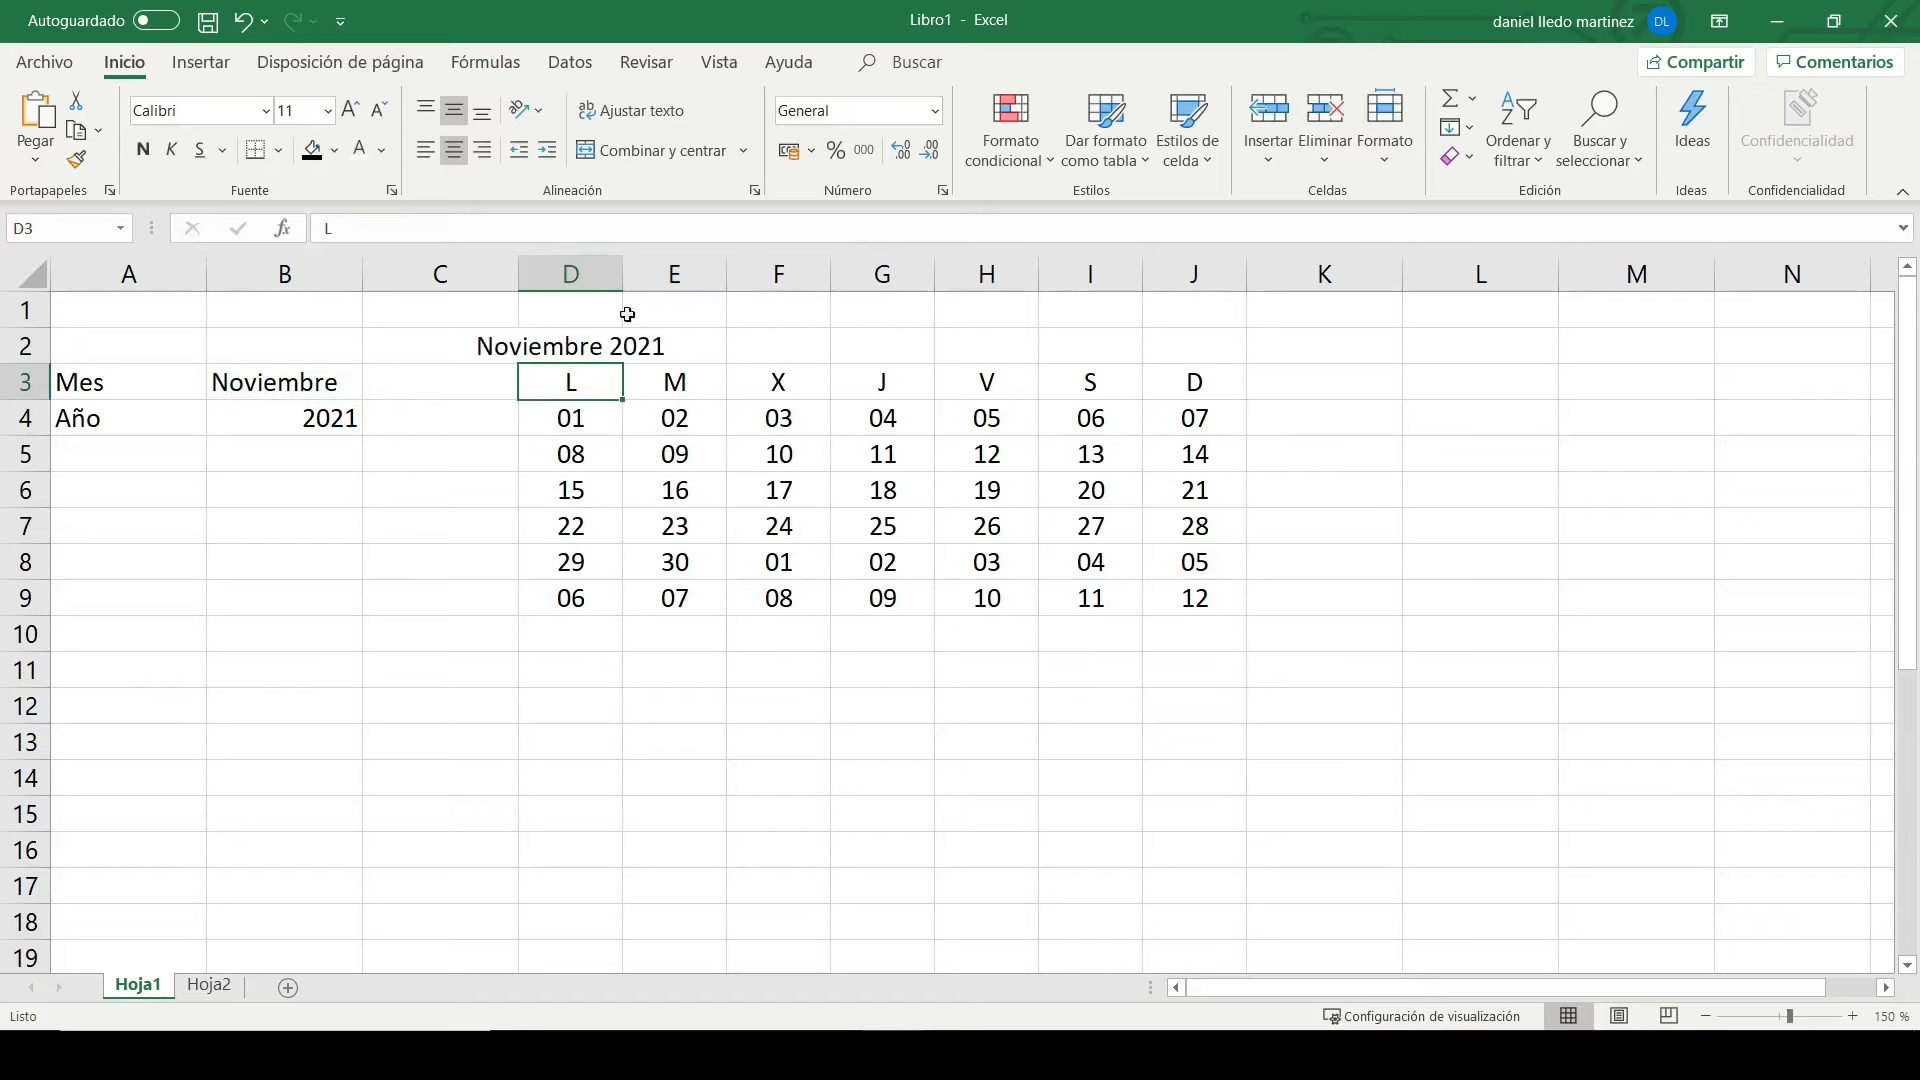 Autoguardado
Libro1 - Excel
daniel lledo martinez DL
Archivo Inicio Insertar Disposición de página Fórmulas Datos Revisar Vista Ayuda Buscar Compartir Comentarios
Pegar
Portapapeles
Calibri 11
N K S
Fuente
Ajustar texto
Combinar y centrar
Alineación
General
% 000
Número
Formato condicional
Dar formato como tabla
Estilos de celda
Estilos
Insertar Eliminar Formato
Celdas
Ordenar y filtrar
Buscar y seleccionar
Edición
Ideas
Ideas
Confidencialidad
Confidencialidad
D3 fx L
A B C D E F G H I J K L M N
1
2 Noviembre 2021
3 Mes Noviembre L M X J V S D
4 Año 2021 01 02 03 04 05 06 07
5 08 09 10 11 12 13 14
6 15 16 17 18 19 20 21
7 22 23 24 25 26 27 28
8 29 30 01 02 03 04 05
9 06 07 08 09 10 11 12
10
11
12
13
14
15
16
17
18
19
Hoja1 Hoja2
Listo Configuración de visualización 150 %